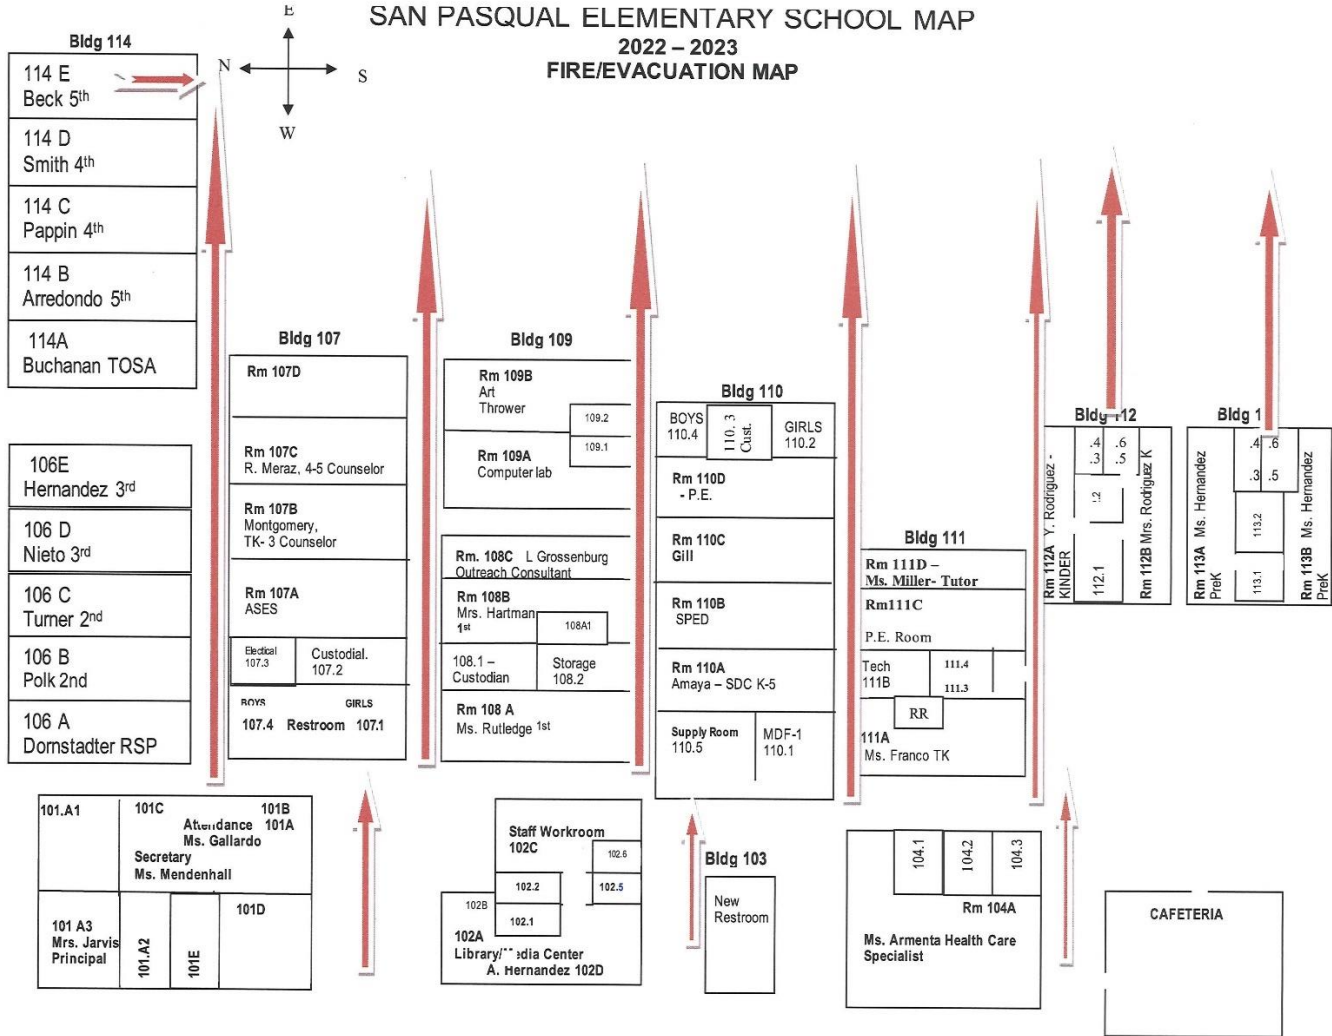 SAN PASQUAL ELEMENTARY SCHOOL MAP
2022 – 2023
FIRE/EVACUATION MAP
E
N
S
W
Bldg 114
114 E
Beck 5th
114 D
Smith 4th
114 C
Pappin 4th
114 B
Arredondo 5th
114A
Buchanan TOSA
106E
Hernandez 3rd
106 D
Nieto 3rd
106 C
Turner 2nd
106 B
Polk 2nd
106 A
Dornstadter RSP
Bldg 107
Rm 107D
Rm 107C
R. Meraz, 4-5 Counselor
Rm 107B
Montgomery,
TK- 3 Counselor
Rm 107A
ASES
Electical
107.3
Custodial.
107.2
BOYS
GIRLS
107.4 Restroom 107.1
Bldg 109
Rm 109B
Art
Thrower
109.2
109.1
Rm 109A
Computer lab
Rm. 108C L Grossenburg
Outreach Consultant
Rm 108B
Mrs. Hartman
1st
108A1
108.1 –
Custodian
Storage
108.2
Rm 108 A
Ms. Rutledge 1st
Bldg 110
BOYS
110.4
110. 3
Cust.
GIRLS
110.2
Rm 110D
- P.E.
Rm 110C
Gill
Rm 110B
SPED
Rm 110A
Amaya – SDC K-5
Supply Room
110.5
MDF-1
110.1
Bldg 111
Rm 111D –
Ms. Miller- Tutor
Rm111C
P.E. Room
Tech
111B
111.4
111.3
RR
111A
Ms. Franco TK
Bldg 112
Rm 112A Y. Rodriguez -
KINDER
.4 .6
.3 .5
.2
112.1
Rm 112B Mrs. Rodriguez K
Bldg 1
Rm 113A Ms. Hernandez
PreK
.4 .6
.3 .5
113.2
113.1
Rm 113B Ms. Hernandez
PreK
101.A1
101C
101B
Attendance 101A
Ms. Gallardo
Secretary
Ms. Mendenhall
101 A3
Mrs. Jarvis
Principal
101.A2
101E
101D
Staff Workroom
102C
102.6
102.2
102.5
102B
102.1
102A
Library/Media Center
A. Hernandez 102D
Bldg 103
New
Restroom
104.1
104.2
104.3
Rm 104A
Ms. Armenta Health Care
Specialist
CAFETERIA